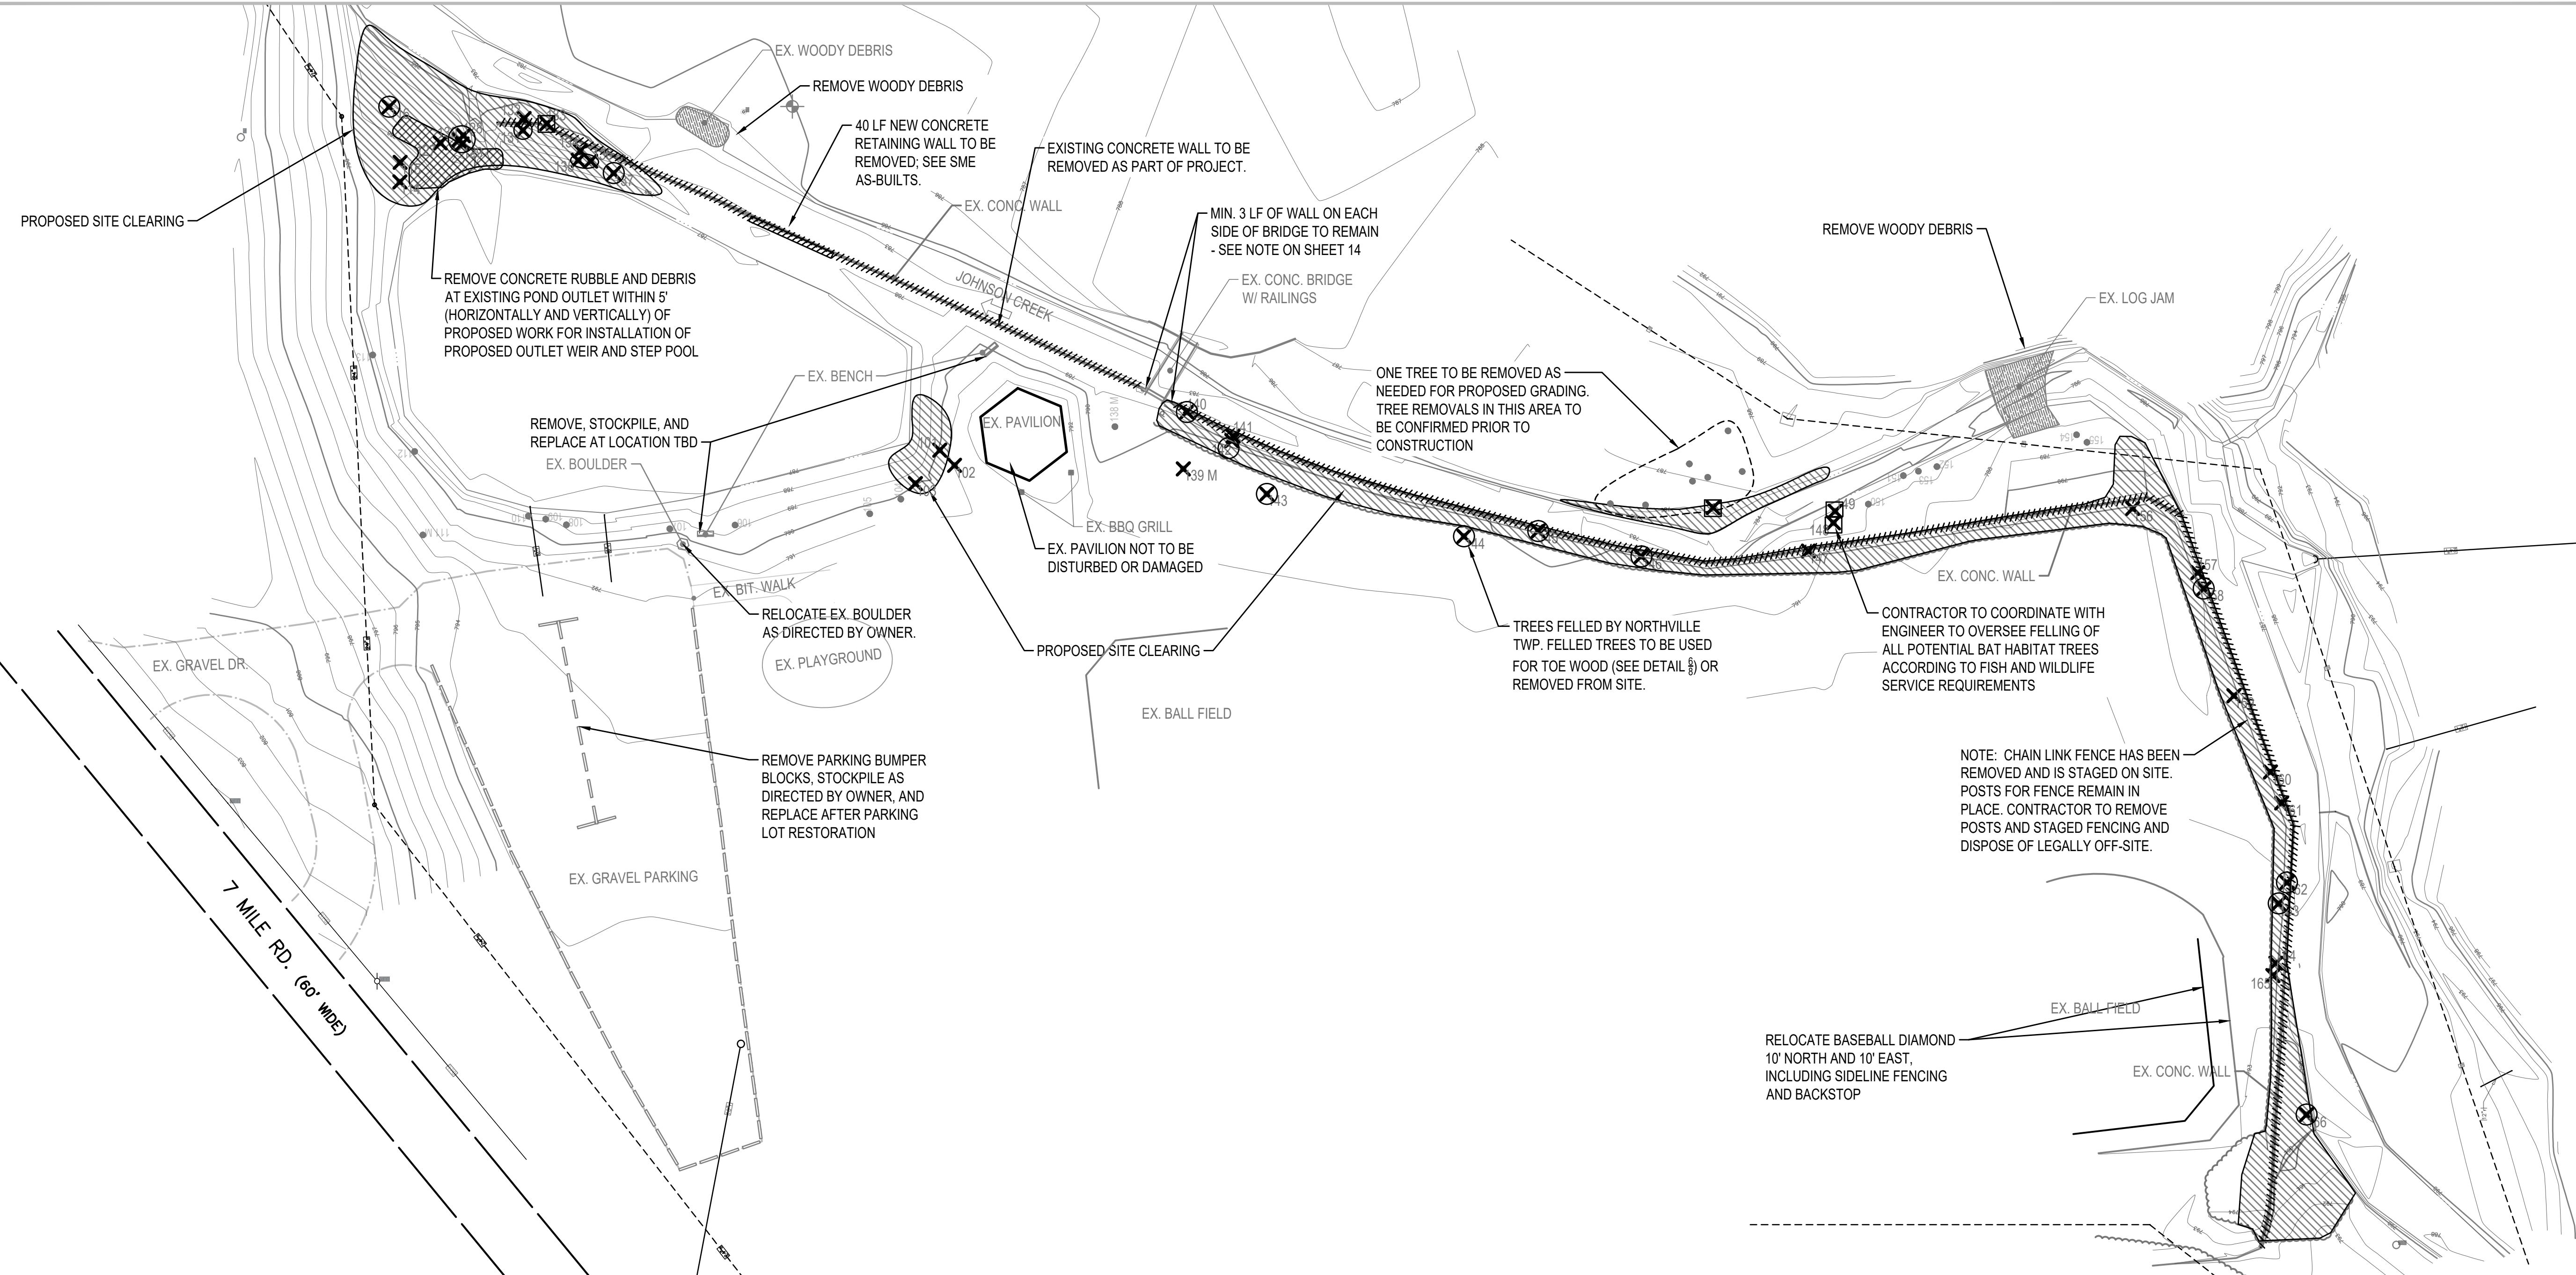 EX. WOODY DEBRIS
REMOVE WOODY DEBRIS
40 LF NEW CONCRETE
RETAINING WALL TO BE
REMOVED; SEE SME
AS-BUILTS.
EXISTING CONCRETE WALL TO BE
REMOVED AS PART OF PROJECT.
EX. CONC. WALL
MIN. 3 LF OF WALL ON EACH
SIDE OF BRIDGE TO REMAIN
- SEE NOTE ON SHEET 14
EX. CONC. BRIDGE
W/ RAILINGS
PROPOSED SITE CLEARING
REMOVE CONCRETE RUBBLE AND DEBRIS
AT EXISTING POND OUTLET WITHIN 5'
(HORIZONTALLY AND VERTICALLY) OF
PROPOSED WORK FOR INSTALLATION OF
PROPOSED OUTLET WEIR AND STEP POOL
JOHNSON CREEK
REMOVE WOODY DEBRIS
EX. LOG JAM
EX. BENCH
REMOVE, STOCKPILE, AND
REPLACE AT LOCATION TBD
EX. BOULDER
EX. PAVILION
138 M
139 M
102
EX. BBQ GRILL
EX. PAVILION NOT TO BE
DISTURBED OR DAMAGED
ONE TREE TO BE REMOVED AS
NEEDED FOR PROPOSED GRADING.
TREE REMOVALS IN THIS AREA TO
BE CONFIRMED PRIOR TO
CONSTRUCTION
EX. BIT. WALK
RELOCATE EX. BOULDER
AS DIRECTED BY OWNER.
EX. PLAYGROUND
PROPOSED SITE CLEARING
EX. BALL FIELD
TREES FELLED BY NORTHVILLE
TWP. FELLED TREES TO BE USED
FOR TOE WOOD (SEE DETAIL 6/8) OR
REMOVED FROM SITE.
EX. CONC. WALL
CONTRACTOR TO COORDINATE WITH
ENGINEER TO OVERSEE FELLING OF
ALL POTENTIAL BAT HABITAT TREES
ACCORDING TO FISH AND WILDLIFE
SERVICE REQUIREMENTS
EX. GRAVEL DR.
REMOVE PARKING BUMPER
BLOCKS, STOCKPILE AS
DIRECTED BY OWNER, AND
REPLACE AFTER PARKING
LOT RESTORATION
EX. GRAVEL PARKING
7 MILE RD. (60' WIDE)
NOTE: CHAIN LINK FENCE HAS BEEN
REMOVED AND IS STAGED ON SITE.
POSTS FOR FENCE REMAIN IN
PLACE. CONTRACTOR TO REMOVE
POSTS AND STAGED FENCING AND
DISPOSE OF LEGALLY OFF-SITE.
EX. BALL FIELD
RELOCATE BASEBALL DIAMOND
10' NORTH AND 10' EAST,
INCLUDING SIDELINE FENCING
AND BACKSTOP
EX. CONC. WALL